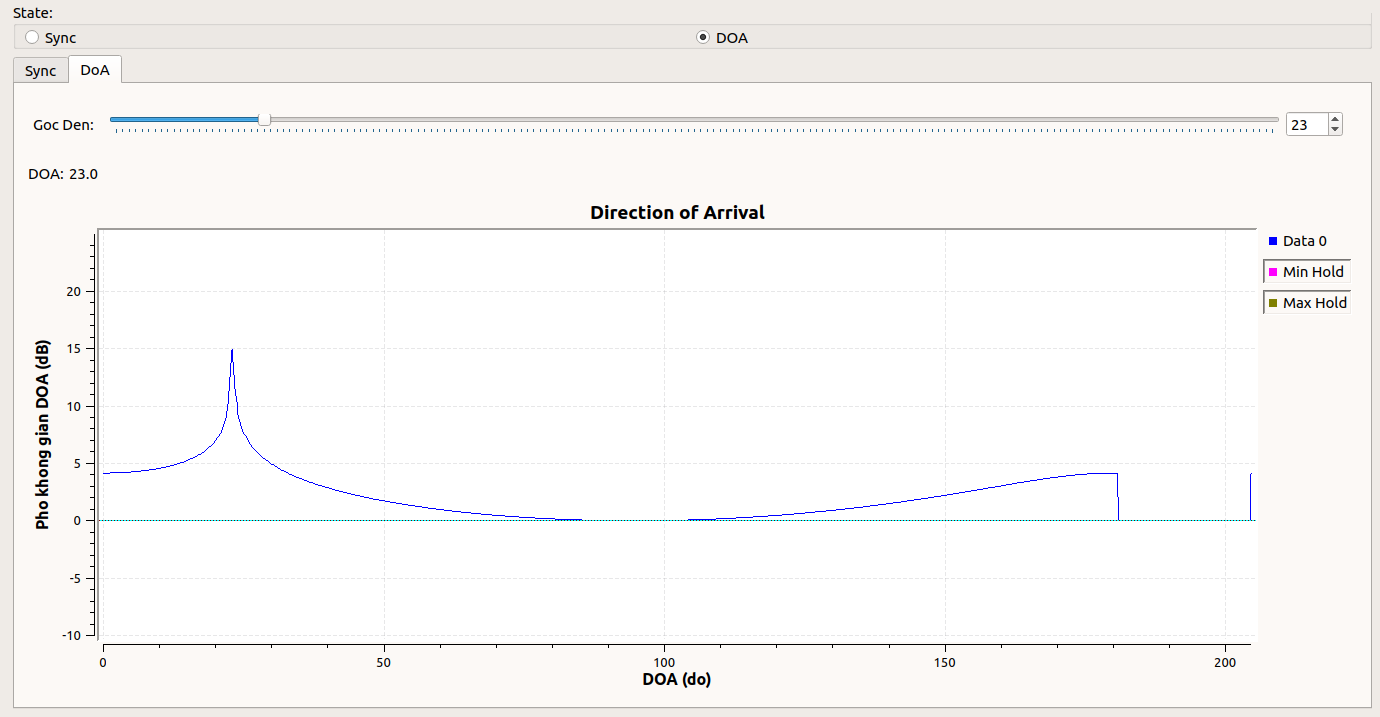 State:
Sync
DOA
Sync
DoA
Goc Den:
23
DOA: 23.0
Direction of Arrival
Data 0
Min Hold
Max Hold
Pho khong gian DOA (dB)
20
15
10
5
0
-5
-10
0
50
100
150
200
DOA (do)